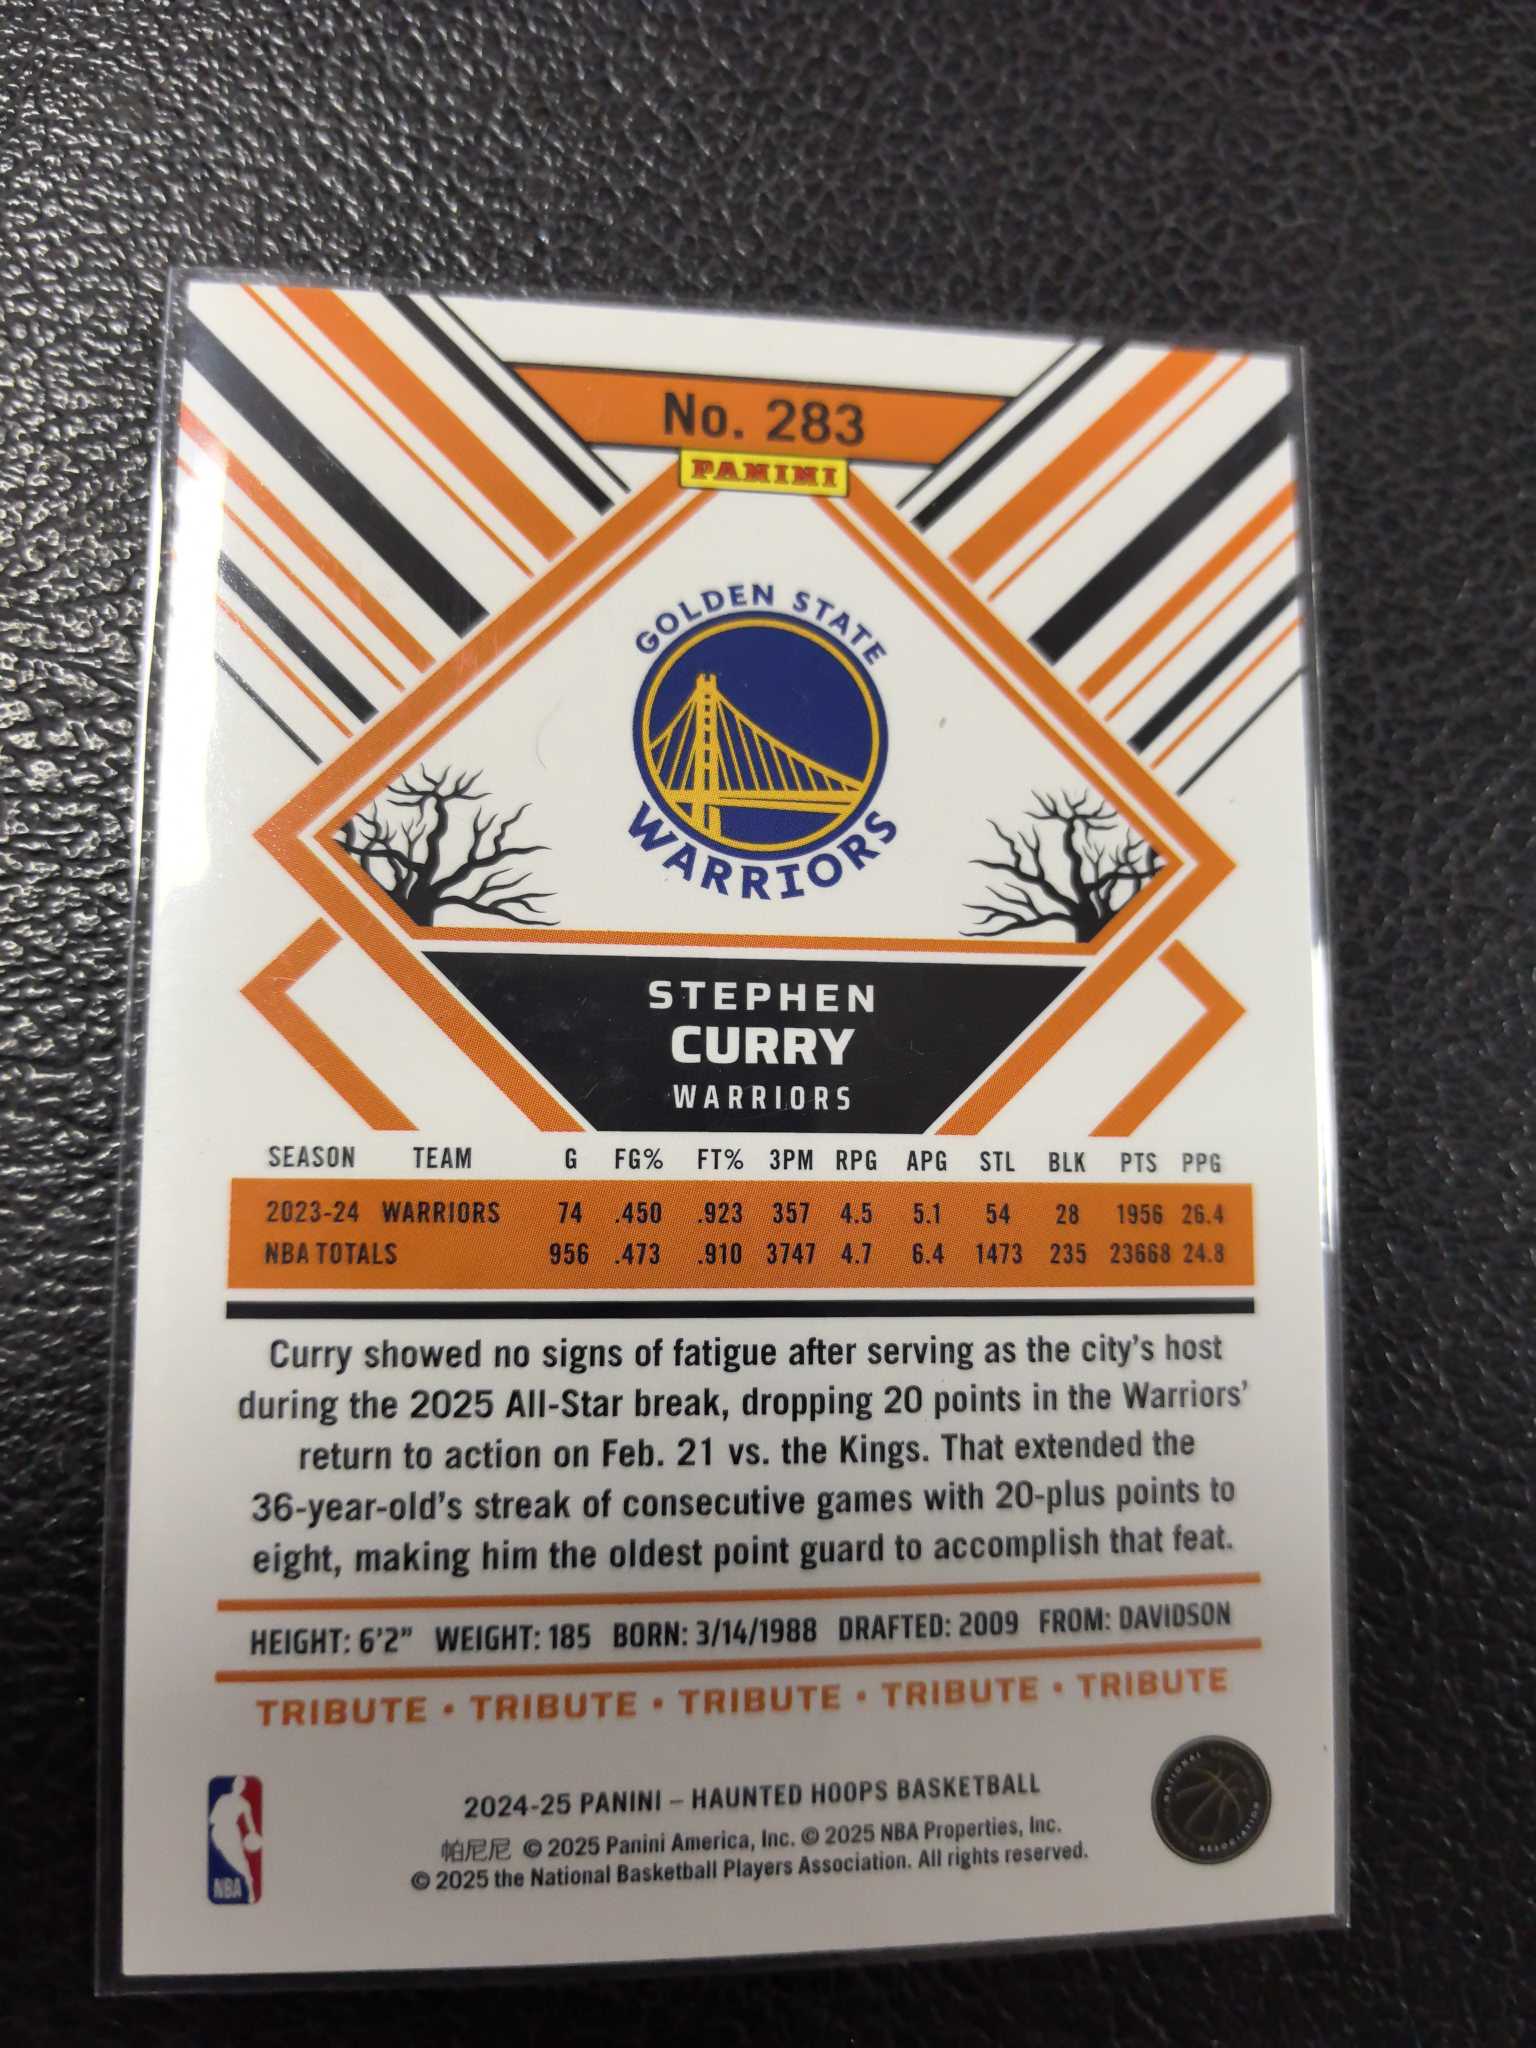 No. 283
PANINI
GOLDEN STATE
WARRIORS
STEPHEN
CURRY
WARRIORS
SEASON TEAM G FG% FT% 3PM RPG APG STL BLK PTS PPG
2023-24 WARRIORS 74 .450 .923 357 4.5 5.1 54 28 1956 26.4
NBA TOTALS 956 .473 .910 3747 4.7 6.4 1473 235 23668 24.8
Curry showed no signs of fatigue after serving as the city's host
during the 2025 All-Star break, dropping 20 points in the Warriors'
return to action on Feb. 21 vs. the Kings. That extended the
36-year-old's streak of consecutive games with 20-plus points to
eight, making him the oldest point guard to accomplish that feat.
HEIGHT: 6'2" WEIGHT: 185 BORN: 3/14/1988 DRAFTED: 2009 FROM: DAVIDSON
TRIBUTE • TRIBUTE • TRIBUTE • TRIBUTE • TRIBUTE
2024-25 PANINI – HAUNTED HOOPS BASKETBALL
帕尼尼 © 2025 Panini America, Inc. © 2025 NBA Properties, Inc.
© 2025 the National Basketball Players Association. All rights reserved.
NBA
NATIONAL
ASSOCIATION